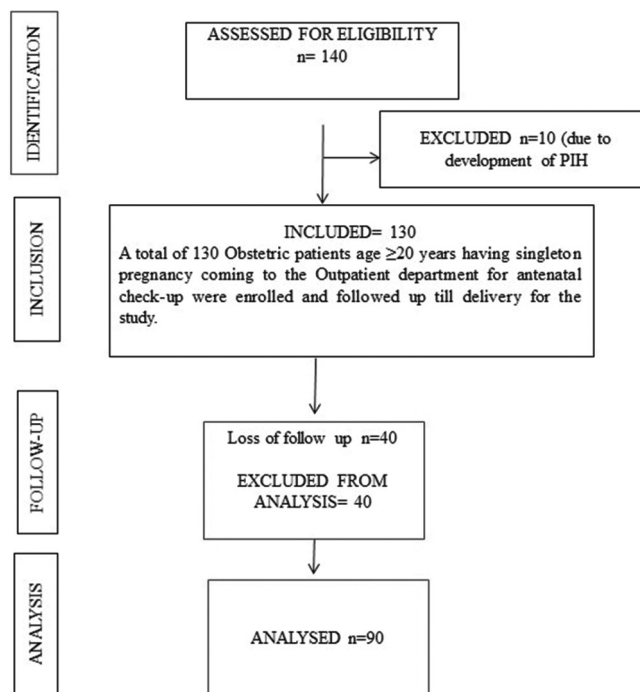 IDENTIFICATION
ASSESSED FOR ELIGIBILITY
n= 140
EXCLUDED n=10 (due to
development of PIH
INCLUSION
INCLUDED= 130
A total of 130 Obstetric patients age ≥20 years having singleton
pregnancy coming to the Outpatient department for antenatal
check-up were enrolled and followed up till delivery for the
study.
FOLLOW-UP
Loss of follow up n=40
EXCLUDED FROM
ANALYSIS= 40
ANALYSIS
ANALYSED n=90